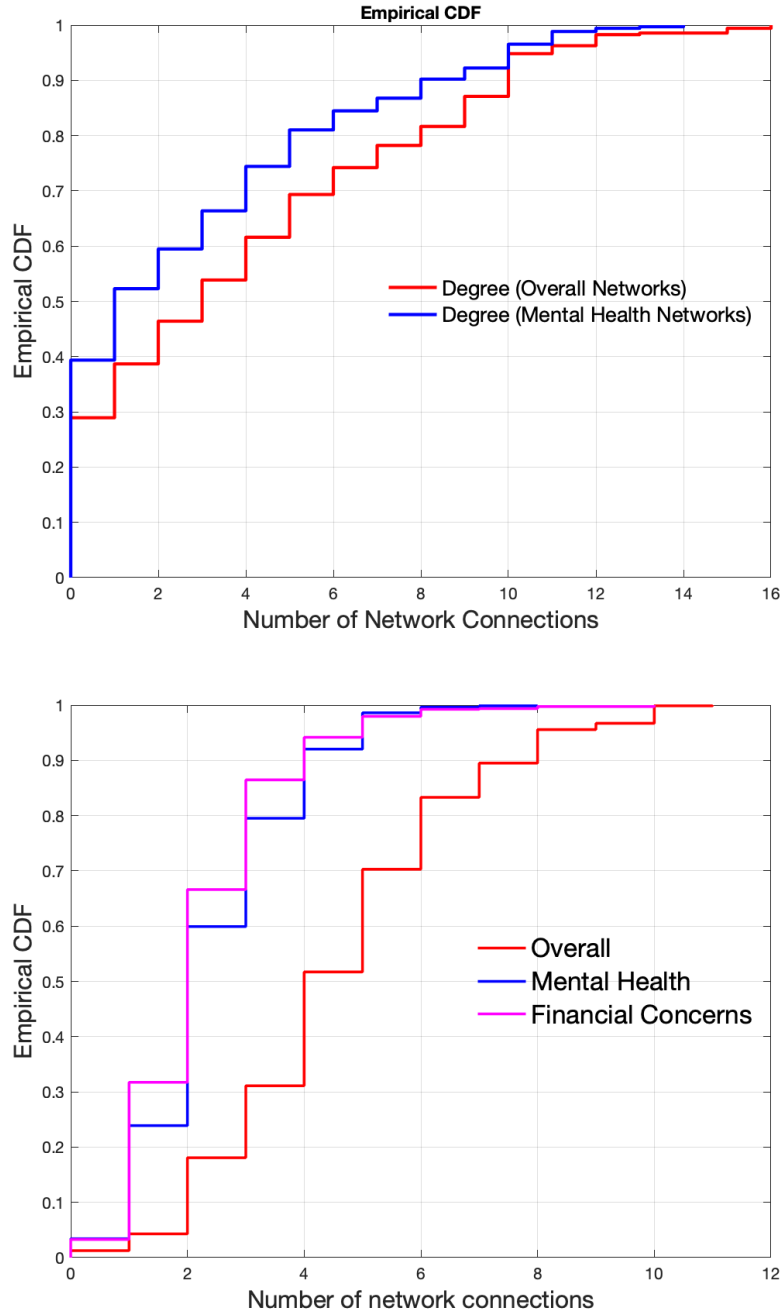 Empirical CDF
1
0.9
0.8
0.7
0.6
0.5
0.4
0.3
0.2
0.1
0
Empirical CDF
Degree (Overall Networks)
Degree (Mental Health Networks)
0 2 4 6 8 10 12 14 16
Number of Network Connections
1
0.9
0.8
0.7
0.6
0.5
0.4
0.3
0.2
0.1
0
Empirical CDF
Overall
Mental Health
Financial Concerns
0 2 4 6 8 10 12
Number of network connections